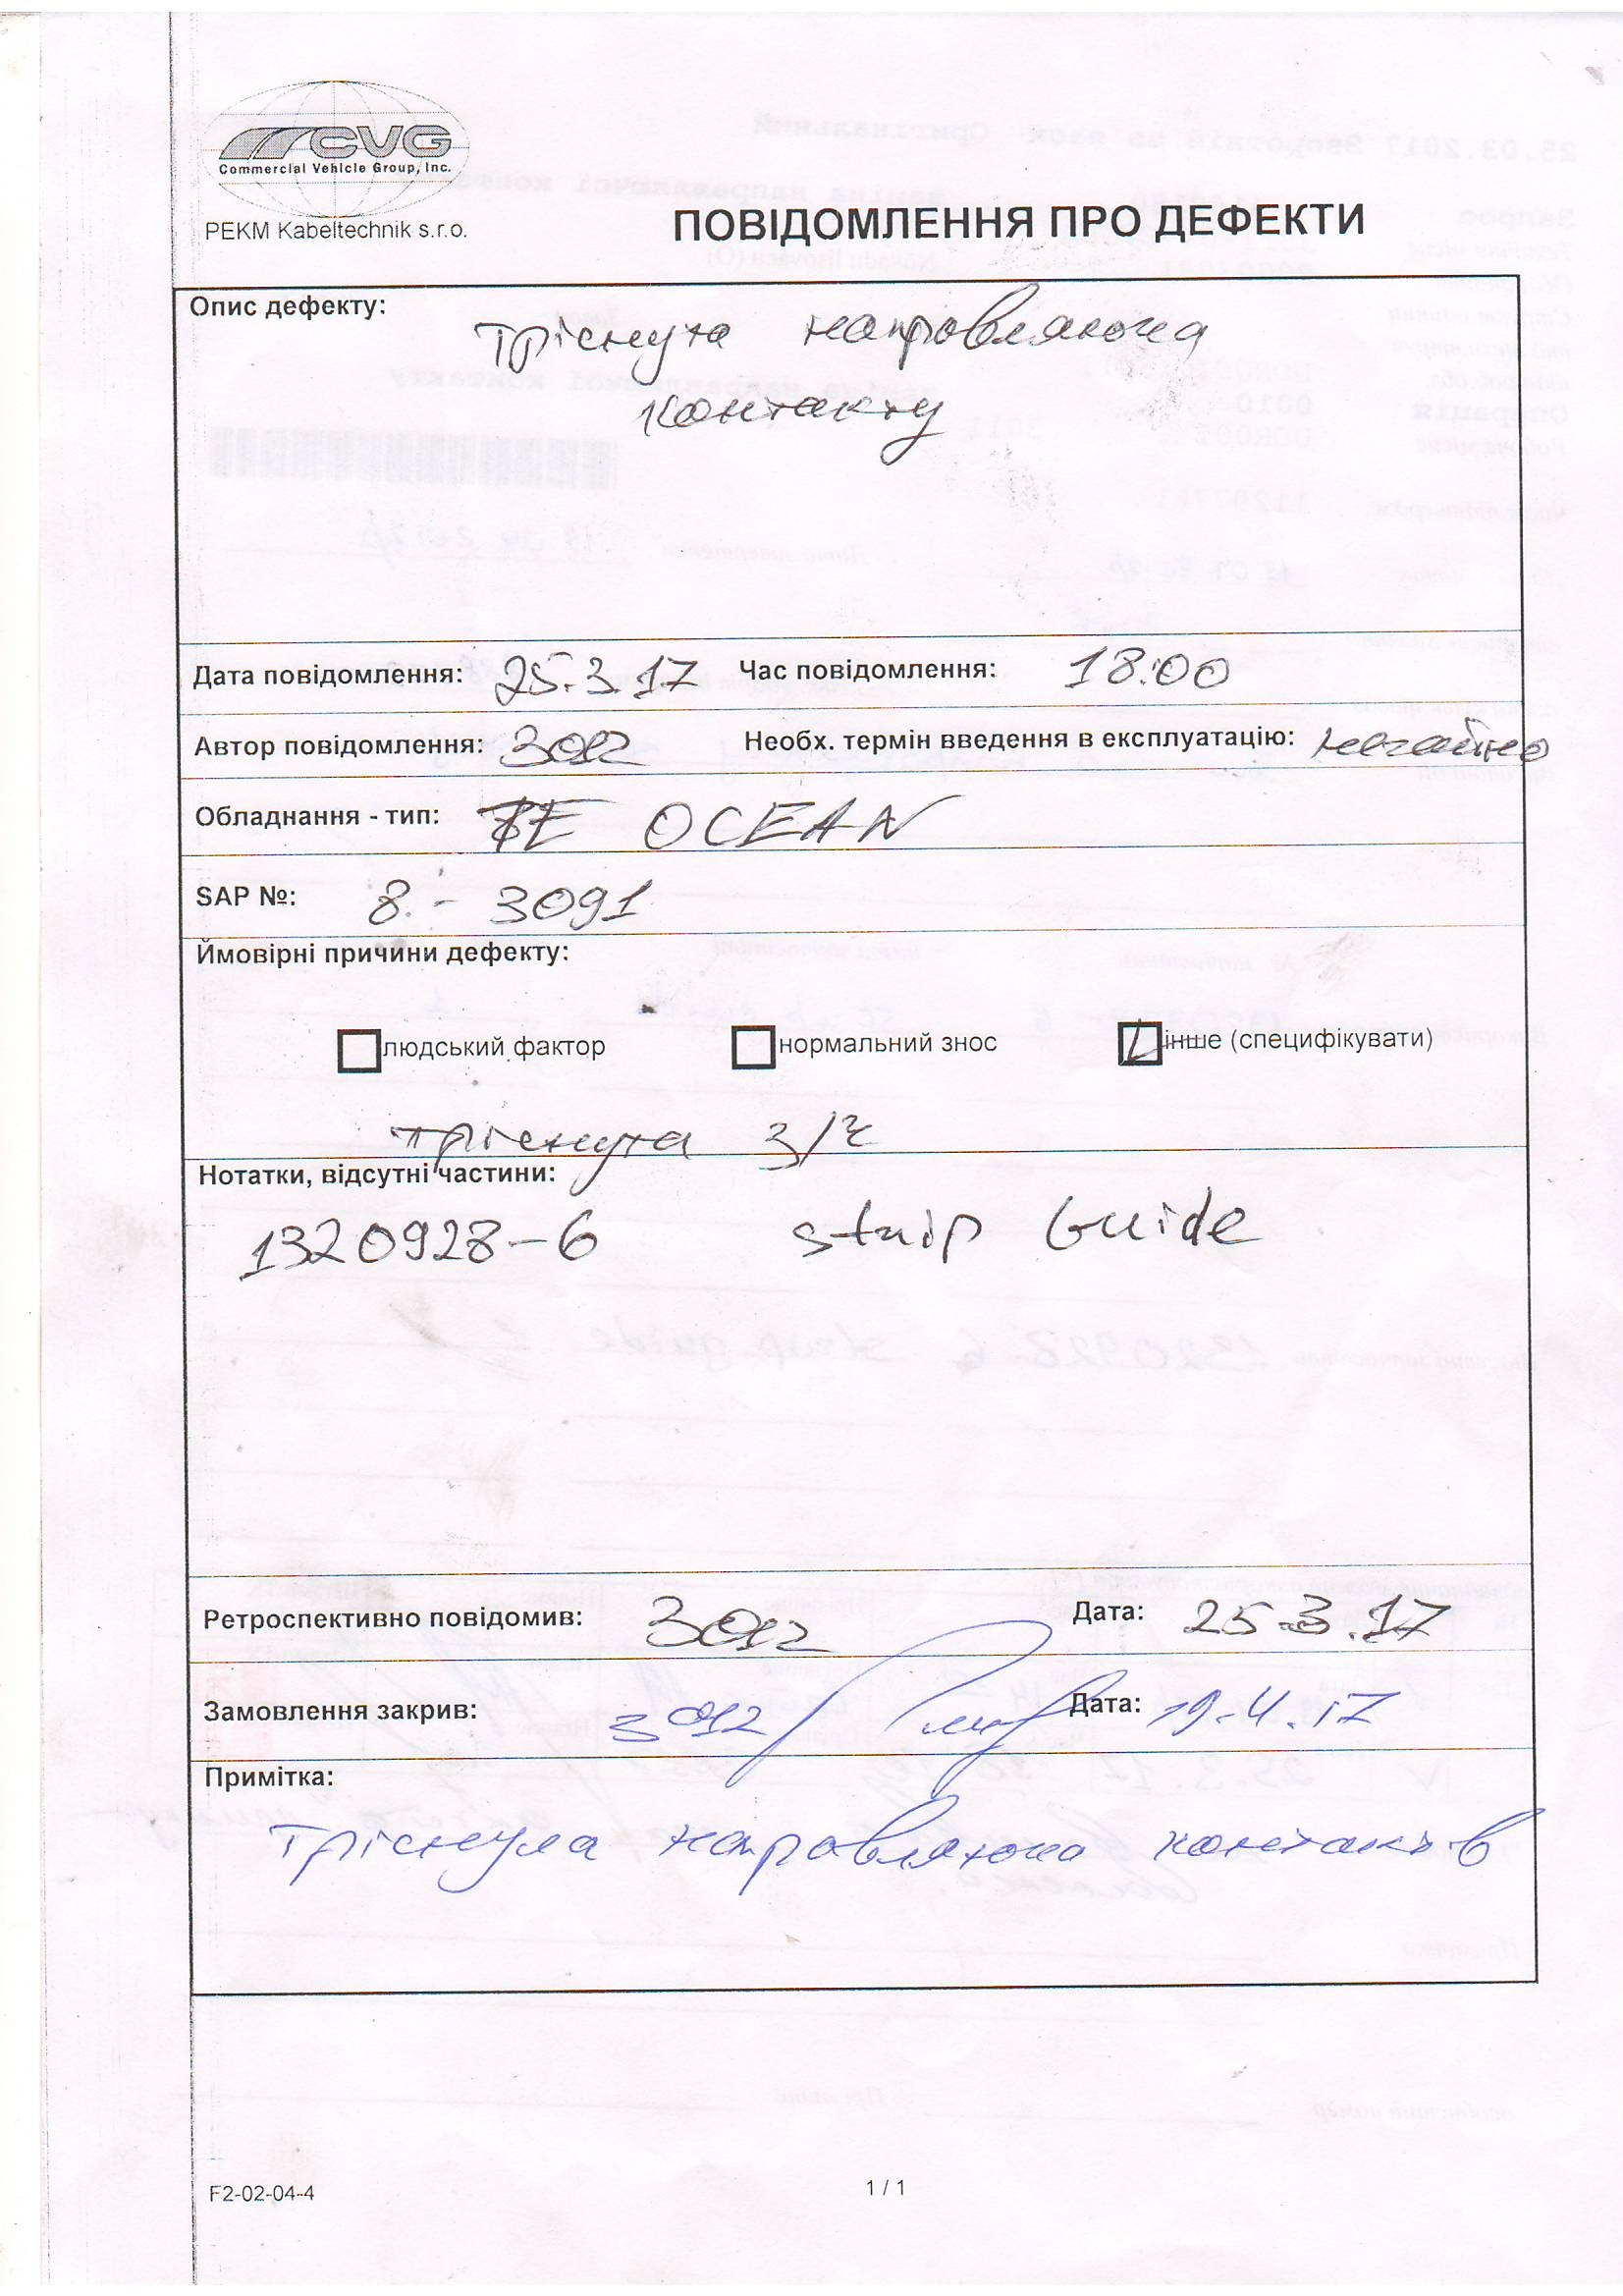 CVG
Commercial Vehicle Group, Inc.
PEKM Kabeltechnik s.r.o.
ПОВІДОМЛЕННЯ ПРО ДЕФЕКТИ
Опис дефекту:
тріснута направляюча
контакту
Дата повідомлення: 25.3.17 Час повідомлення: 18:00
Автор повідомлення: 3012 Необх. термін введення в експлуатацію: негайно
Обладнання - тип: OCEAN
SAP №: 8.- 3091
Ймовірні причини дефекту:
людський фактор нормальний знос інше (специфікувати)
тріснута з/ч
Нотатки, відсутні частини:
1320928-6 strip Guide
Ретроспективно повідомив: 3012 Дата: 25.3.17
Замовлення закрив: 3012/ Дата: 19.4.17
Примітка:
тріснула направляюча контактів
F2-02-04-4 1 / 1